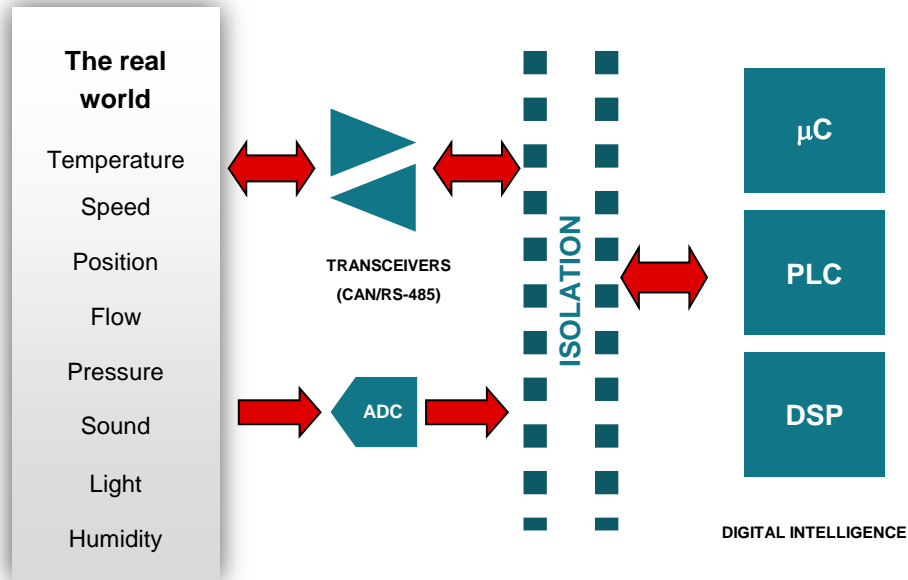 The real
world
Temperature
Speed
Position
Flow
Pressure
Sound
Light
Humidity
TRANSCEIVERS
(CAN/RS-485)
ADC
ISOLATION
μC
PLC
DSP
DIGITAL INTELLIGENCE